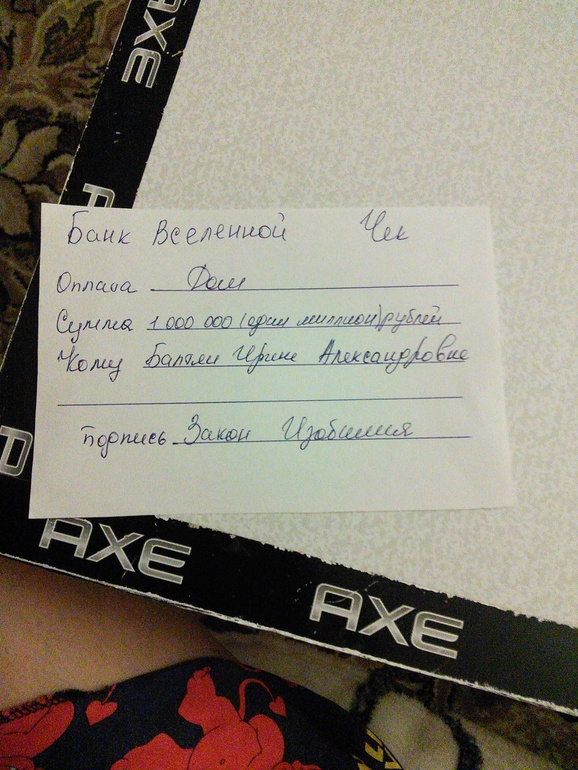 AXE
Банк Вселенной Чек
Оплата Дом
Сумма 1 000 000 (один миллион) рублей
Кому Ирине Александровне
Подпись Закон Изобилия
D
AXE
AXE